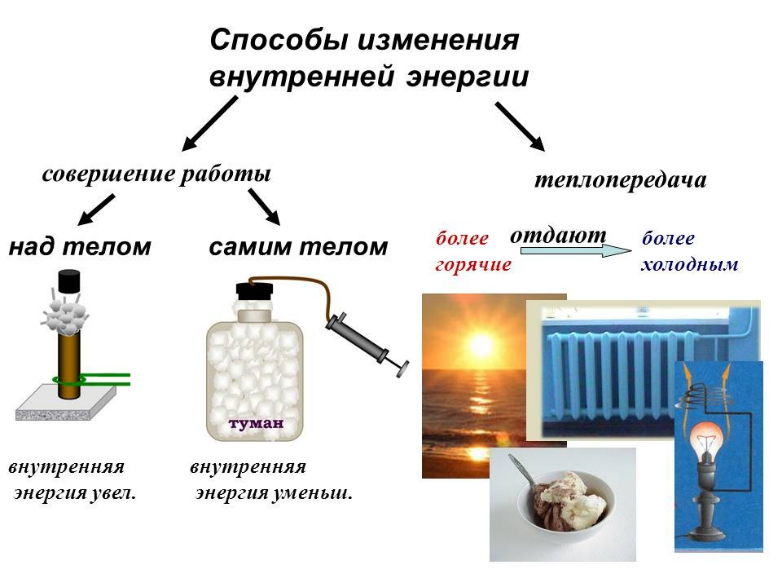 Способы изменения
внутренней энергии
совершение работы
теплопередача
над телом
самим телом
более
горячие
отдают
более
холодным
туман
внутренняя
энергия увел.
внутренняя
энергия уменьш.